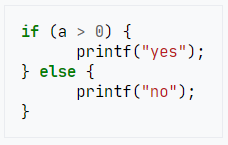 if (a > 0) {
        printf("yes");
} else {
        printf("no");
}